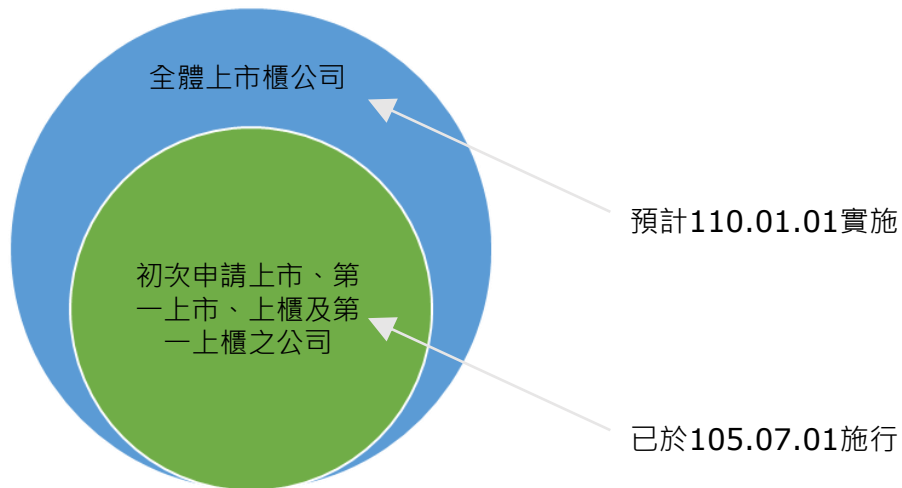 全體上市櫃公司
預計110.01.01實施
初次申請上市、第
一上市、上櫃及第
一上櫃之公司
已於105.07.01施行